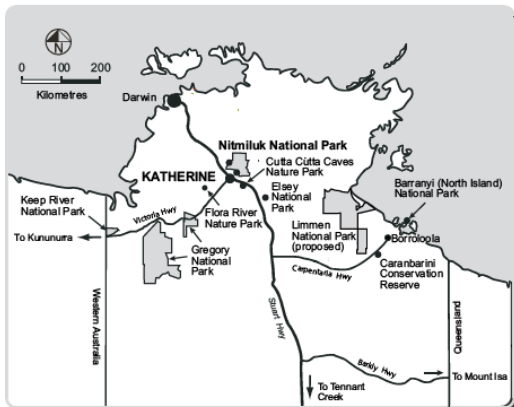 N
0 100 200
Kilometres
Darwin
Nitmiluk National Park
KATHERINE
Cutta Cutta Caves
Nature Park
Elsey
National
Park
Barranyi (North Island)
National Park
Keep River
National Park
Victoria Hwy
Flora River
Nature Park
Limmen
National Park
(proposed)
To Kununurra
Gregory
National
Park
Borroloola
Carpentaria Hwy
Caranbarini
Conservation
Reserve
Western Australia
Stuart Hwy
Queensland
Barkly Hwy
To Mount Isa
To Tennant
Creek